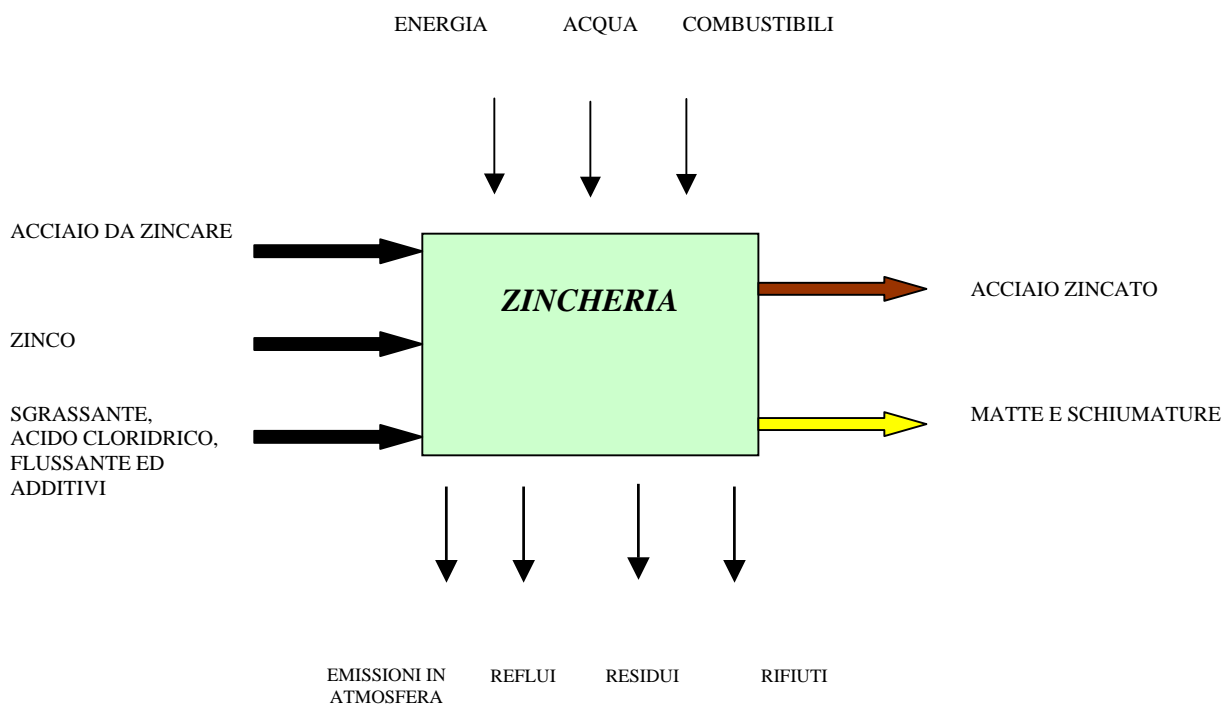 ENERGIA ACQUA COMBUSTIBILI
ACCIAIO DA ZINCARE
ZINCHERIA
ACCIAIO ZINCATO
ZINCO
SGRASSANTE,
ACIDO CLORIDRICO,
FLUSSANTE ED
ADDITIVI
MATTE E SCHIUMATURE
EMISSIONI IN
ATMOSFERA
REFLUI
RESIDUI
RIFIUTI